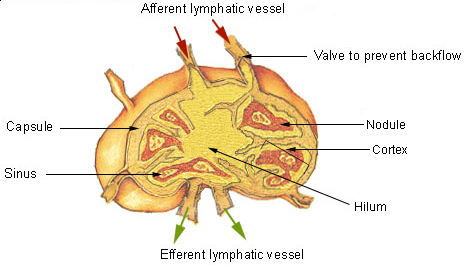 Afferent lymphatic vessel
Valve to prevent backflow
Capsule
Nodule
Cortex
Sinus
Hilum
Efferent lymphatic vessel